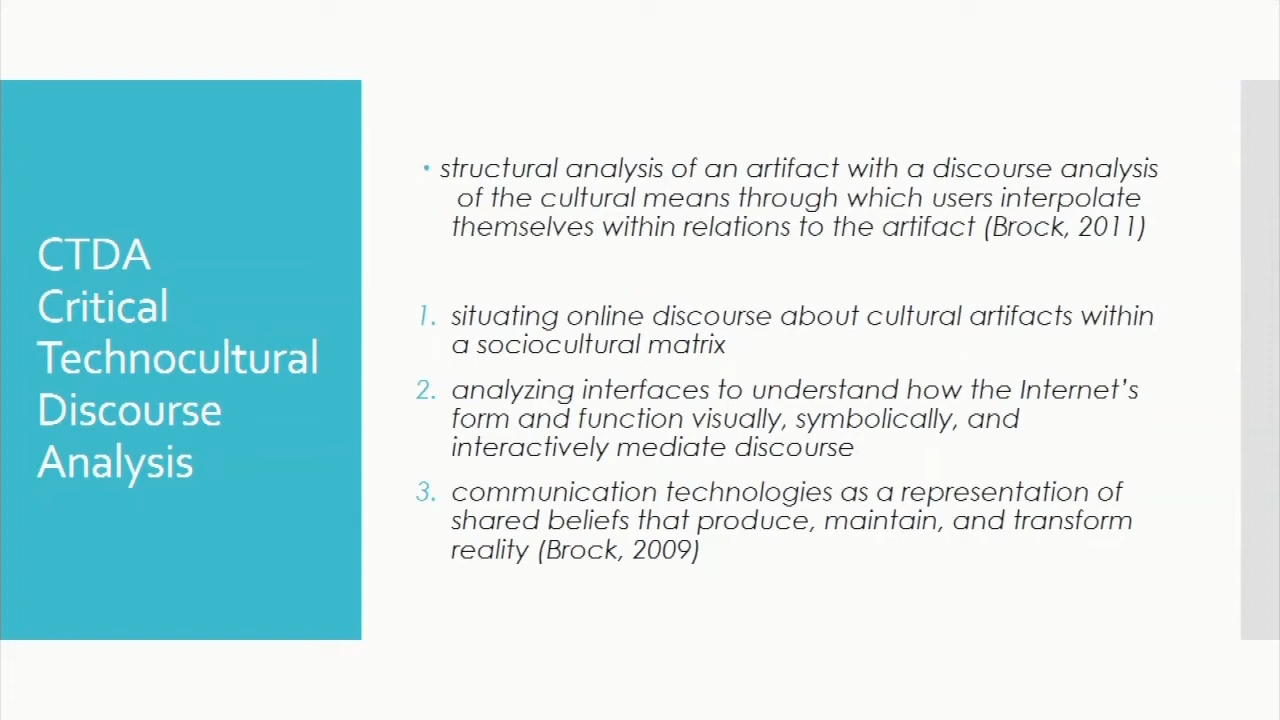 CTDA
Critical
Technocultural
Discourse
Analysis
• structural analysis of an artifact with a discourse analysis
of the cultural means through which users interpolate
themselves within relations to the artifact (Brock, 2011)
1. situating online discourse about cultural artifacts within
a sociocultural matrix
2. analyzing interfaces to understand how the Internet's
form and function visually, symbolically, and
interactively mediate discourse
3. communication technologies as a representation of
shared beliefs that produce, maintain, and transform
reality (Brock, 2009)